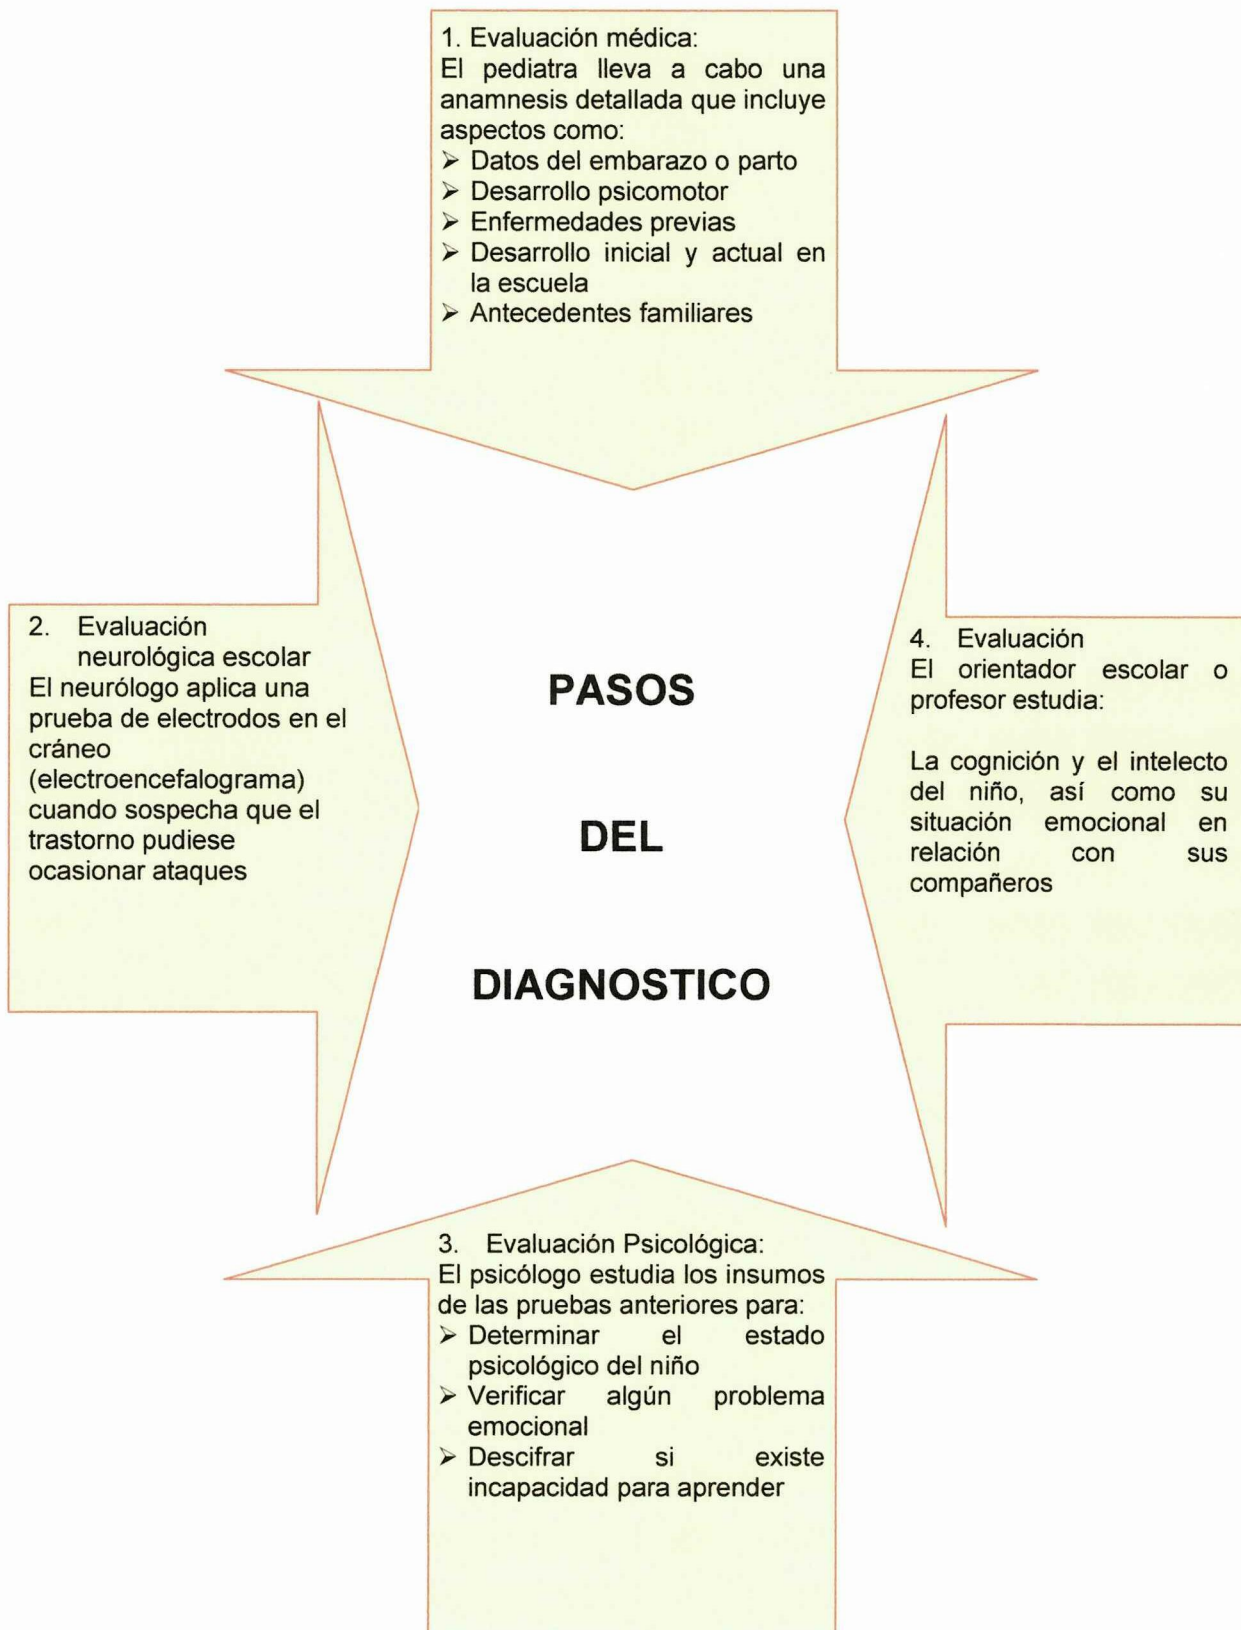 1. Evaluación médica:
El pediatra lleva a cabo una
anamnesis detallada que incluye
aspectos como:
➢ Datos del embarazo o parto
➢ Desarrollo psicomotor
➢ Enfermedades previas
➢ Desarrollo inicial y actual en
la escuela
➢ Antecedentes familiares
2. Evaluación
neurológica escolar
El neurólogo aplica una
prueba de electrodos en el
cráneo
(electroencefalograma)
cuando sospecha que el
trastorno pudiese
ocasionar ataques
PASOS
DEL
DIAGNOSTICO
4. Evaluación
El orientador escolar o
profesor estudia:
La cognición y el intelecto
del niño, así como su
situación emocional en
relación con sus
compañeros
3. Evaluación Psicológica:
El psicólogo estudia los insumos
de las pruebas anteriores para:
➢ Determinar el estado
psicológico del niño
➢ Verificar algún problema
emocional
➢ Descifrar si existe
incapacidad para aprender